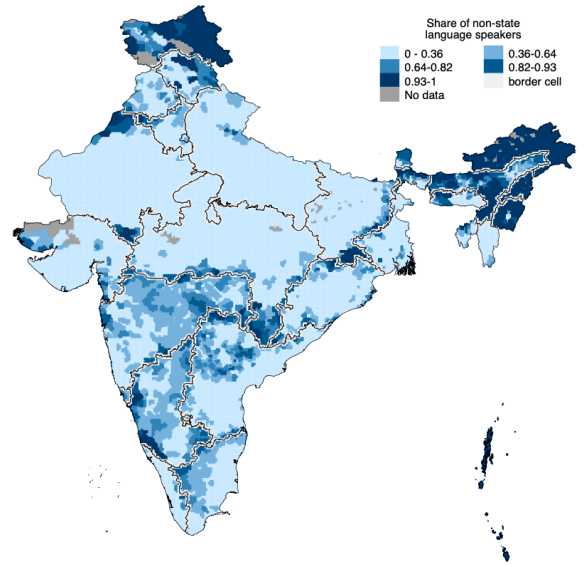 Share of non-state
language speakers
0 - 0.36
0.36-0.64
0.64-0.82
0.82-0.93
0.93-1
border cell
No data